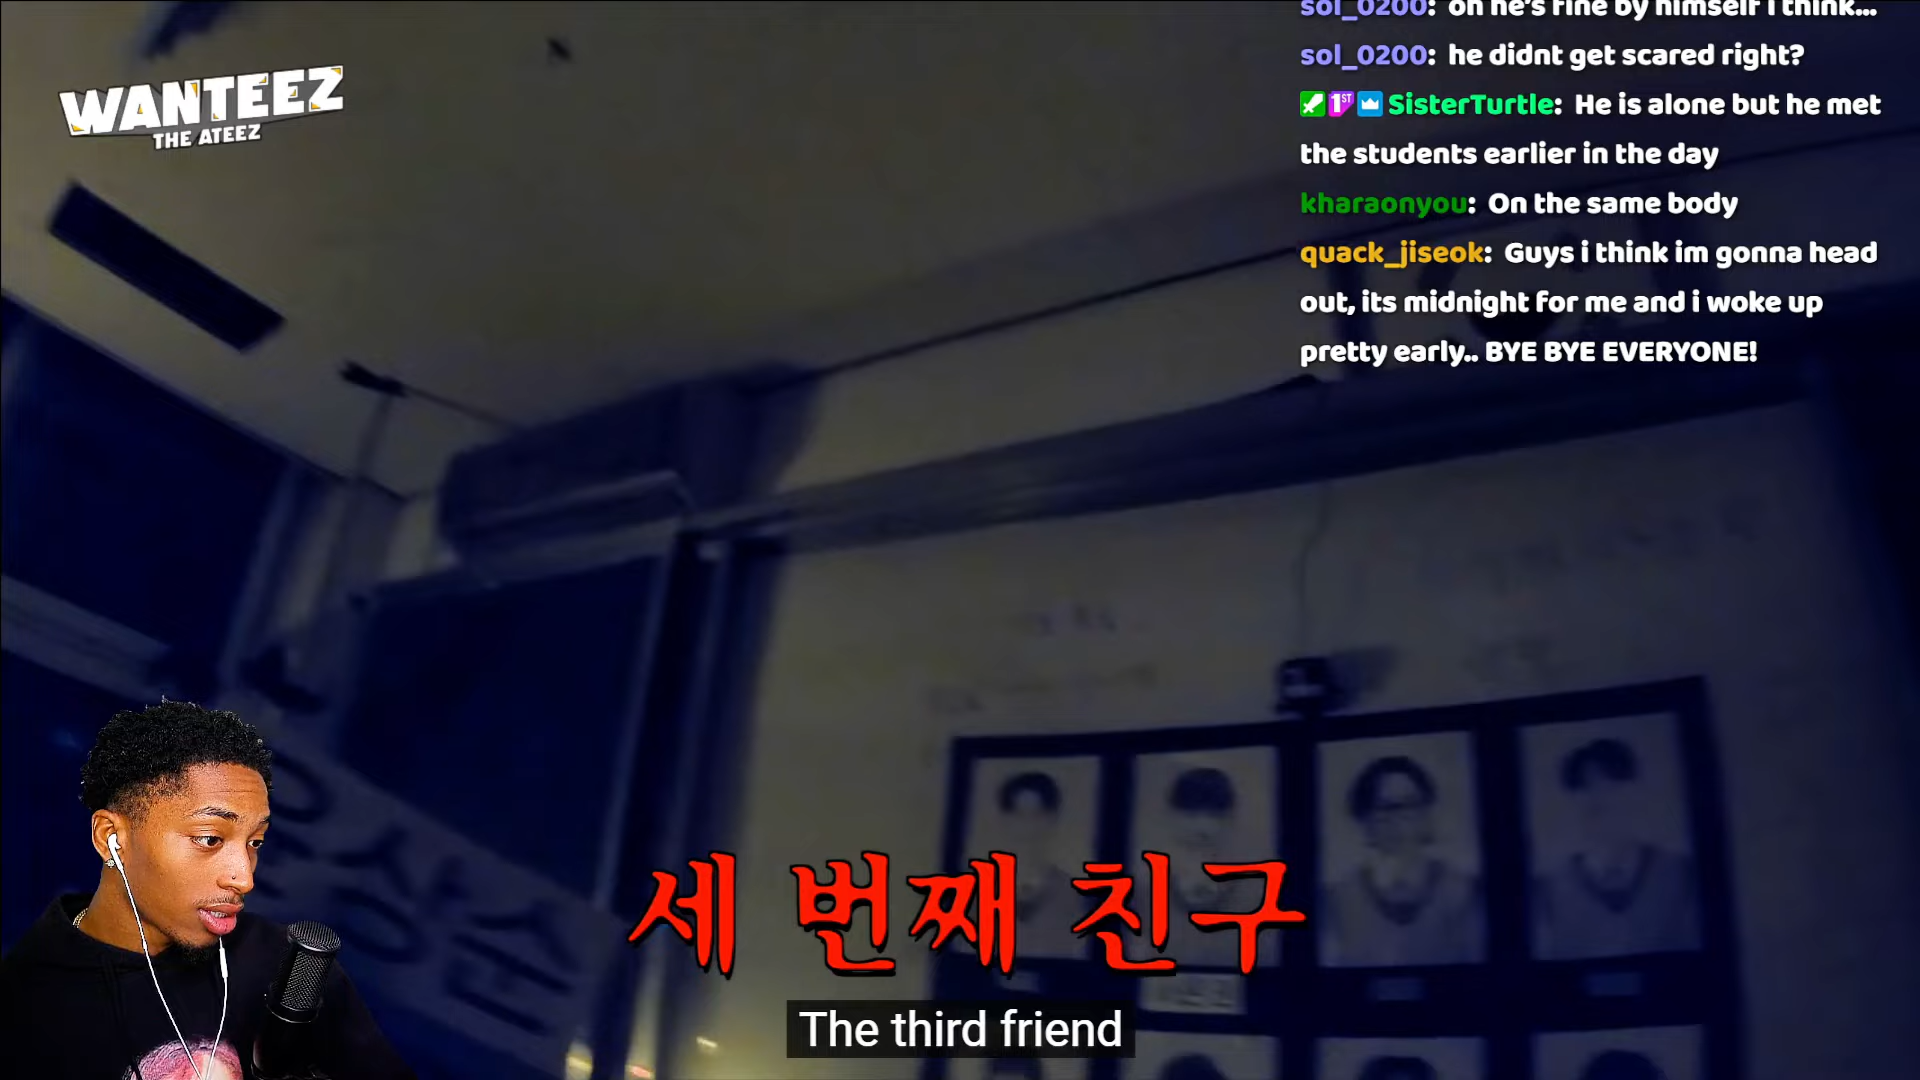 WANTEEZ
THE ATEEZ
sol_0200: oh he's fine by himself i think...
sol_0200: he didnt get scared right?
1ST SisterTurtle: He is alone but he met
the students earlier in the day
kharaonyou: On the same body
quack_jiseok: Guys i think im gonna head
out, its midnight for me and i woke up
pretty early.. BYE BYE EVERYONE!
세 번째 친구
The third friend